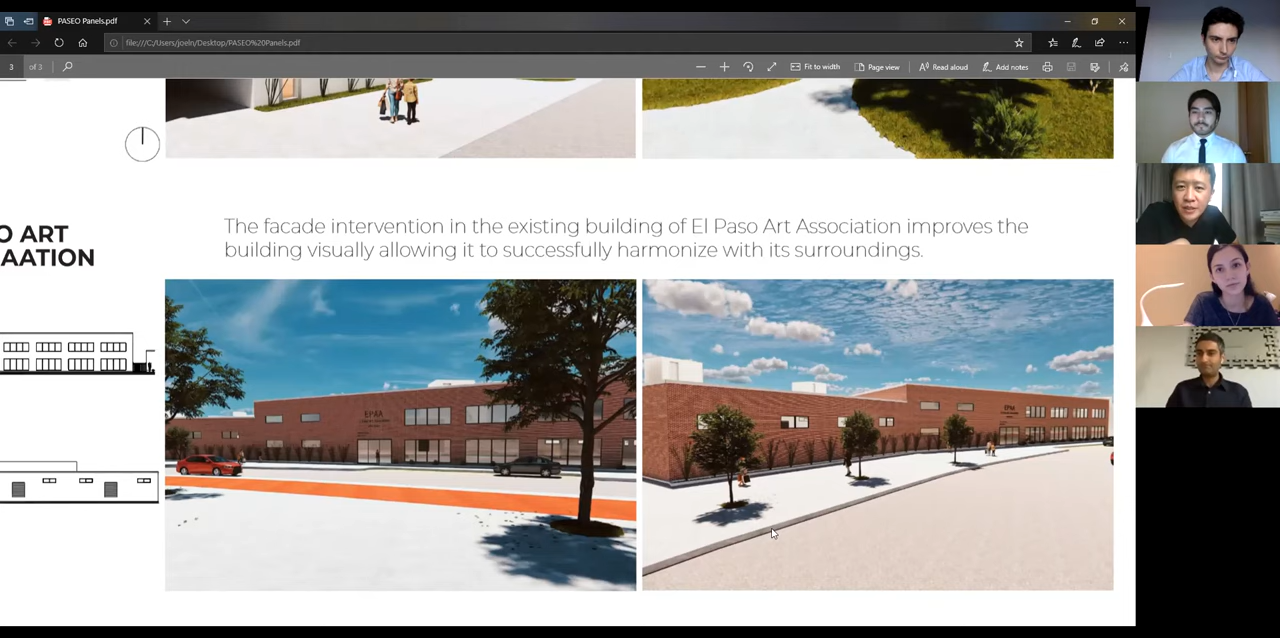 PASEO Panels.pdf
file:///C:/Users/joeln/Desktop/PASEO%20Panels.pdf
3 of 3
Fit to width
Page view
Read aloud
Add notes
The facade intervention in the existing building of El Paso Art Association improves the
building visually allowing it to successfully harmonize with its surroundings.
O ART
AATION
EPAA
EPAA